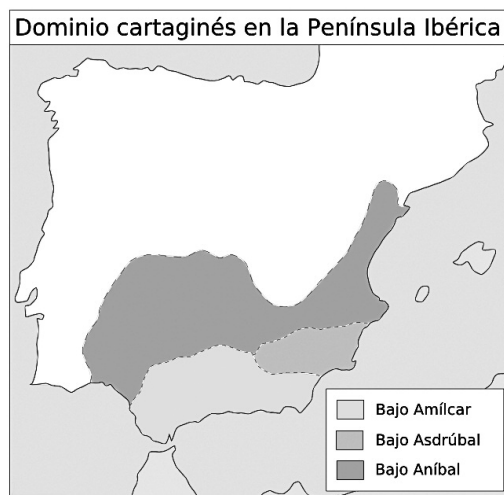 Dominio cartaginés en la Península Ibérica
Bajo Amílcar
Bajo Asdrúbal
Bajo Aníbal